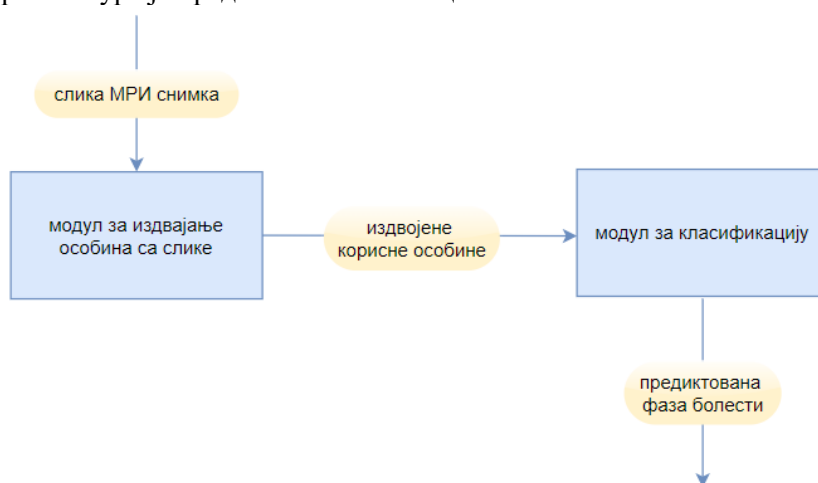 слика МРИ снимка
модул за издвајање
особина са слике
издвојене
корисне особине
модул за класификацију
предиктована
фаза болести